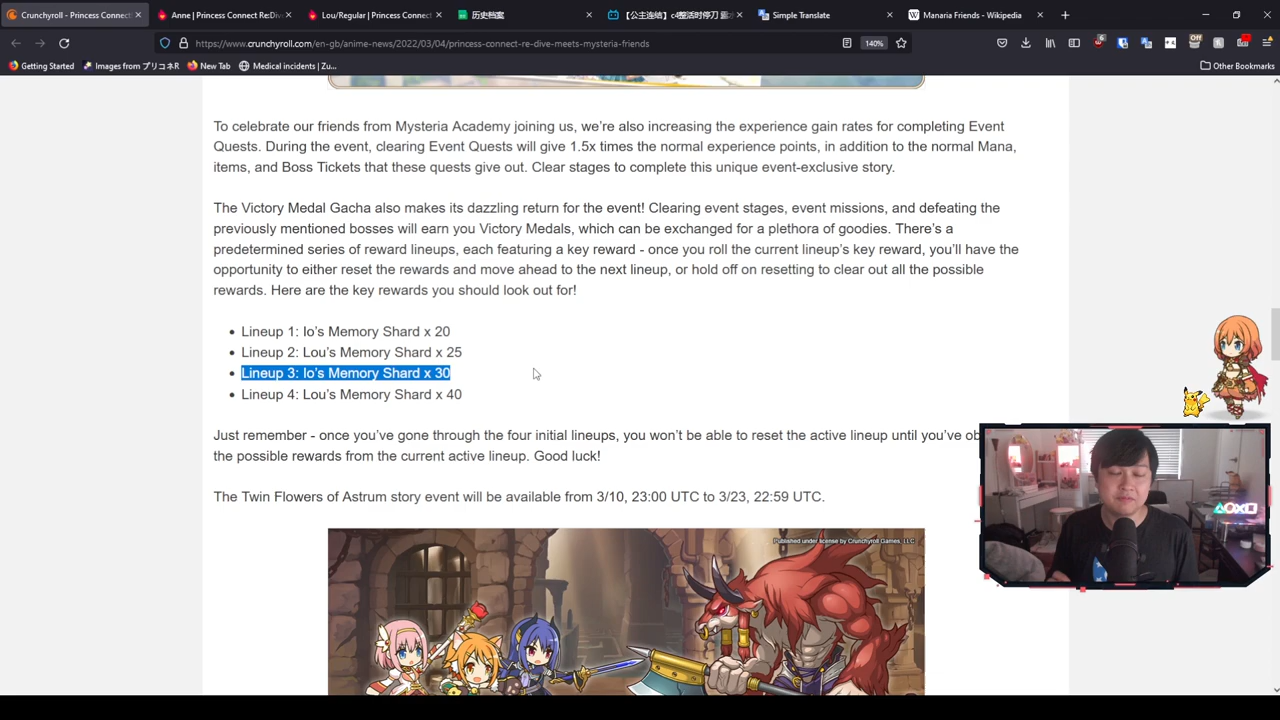 Crunchyroll - Princess Connect
Anne | Princess Connect Re:Dive
Lou/Regular | Princess Connect
历史档案
Simple Translate
Manaria Friends - Wikipedia
https://www.crunchyroll.com/en-gb/anime-news/2022/03/04/princess-connect-re-dive-meets-mysteria-friends
140%
Getting Started
Images from プリコネR
New Tab
Medical incidents | Zu...
Other Bookmarks
To celebrate our friends from Mysteria Academy joining us, we're also increasing the experience gain rates for completing Event
Quests. During the event, clearing Event Quests will give 1.5x times the normal experience points, in addition to the normal Mana,
items, and Boss Tickets that these quests give out. Clear stages to complete this unique event-exclusive story.
The Victory Medal Gacha also makes its dazzling return for the event! Clearing event stages, event missions, and defeating the
previously mentioned bosses will earn you Victory Medals, which can be exchanged for a plethora of goodies. There's a
predetermined series of reward lineups, each featuring a key reward - once you roll the current lineup's key reward, you'll have the
opportunity to either reset the rewards and move ahead to the next lineup, or hold off on resetting to clear out all the possible
rewards. Here are the key rewards you should look out for!
• Lineup 1: Io's Memory Shard x 20
• Lineup 2: Lou's Memory Shard x 25
• Lineup 3: Io's Memory Shard x 30
• Lineup 4: Lou's Memory Shard x 40
Just remember - once you've gone through the four initial lineups, you won't be able to reset the active lineup until you've ob
the possible rewards from the current active lineup. Good luck!
The Twin Flowers of Astrum story event will be available from 3/10, 23:00 UTC to 3/23, 22:59 UTC.
Published under license by Crunchyroll Games, LLC.